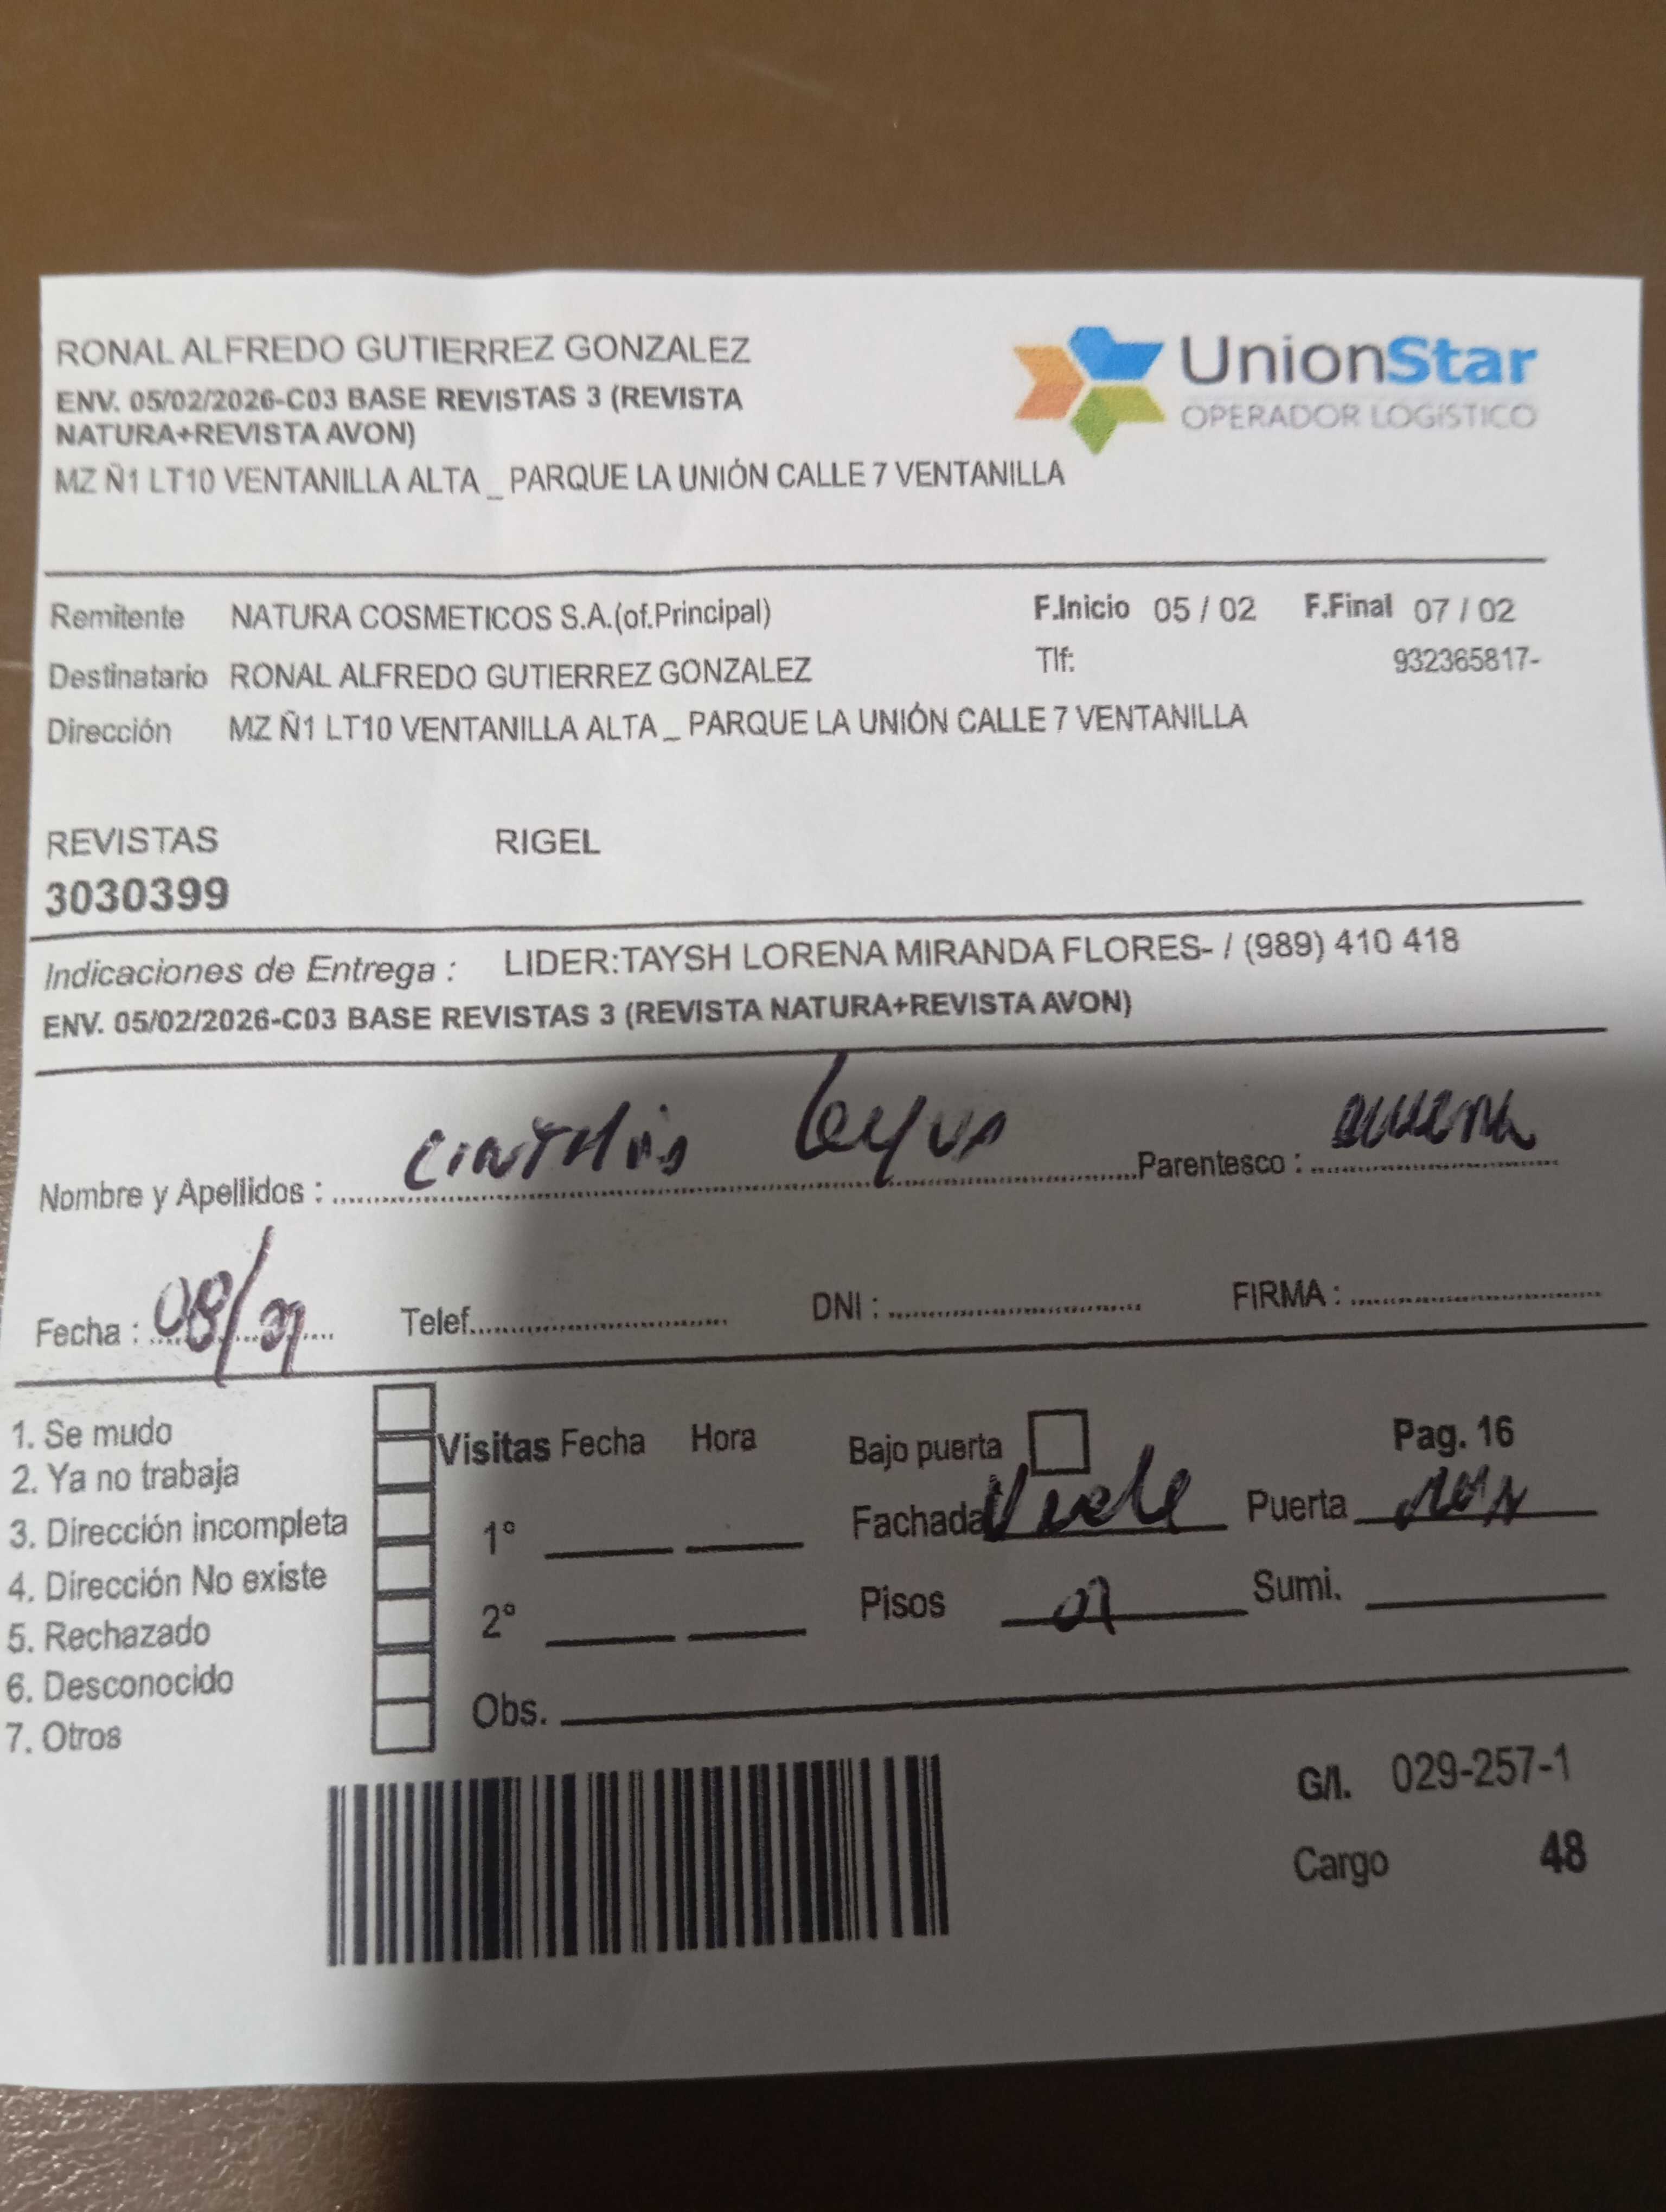 RONAL ALFREDO GUTIERREZ GONZALEZ
ENV. 05/02/2026-C03 BASE REVISTAS 3 (REVISTA
NATURA+REVISTA AVON)
MZ Ñ1 LT10 VENTANILLA ALTA _ PARQUE LA UNIÓN CALLE 7 VENTANILLA
UnionStar
OPERADOR LOGÍSTICO
Remitente NATURA COSMETICOS S.A.(of.Principal) F.Inicio 05 / 02 F.Final 07 / 02
Destinatario RONAL ALFREDO GUTIERREZ GONZALEZ Tlf: 932365817-
Dirección MZ Ñ1 LT10 VENTANILLA ALTA _ PARQUE LA UNIÓN CALLE 7 VENTANILLA
REVISTAS RIGEL
3030399
Indicaciones de Entrega : LIDER:TAYSH LORENA MIRANDA FLORES- / (989) 410 418
ENV. 05/02/2026-C03 BASE REVISTAS 3 (REVISTA NATURA+REVISTA AVON)
Nombre y Apellidos : Parentesco :
Fecha : 08/ Telef. DNI : FIRMA :
1. Se mudo
2. Ya no trabaja
3. Dirección incompleta
4. Dirección No existe
5. Rechazado
6. Desconocido
7. Otros
Visitas Fecha Hora
1°
2°
Obs.
Bajo puerta Pag. 16
Fachada Puerta
Pisos Sumi.
G/I. 029-257-1
Cargo 48